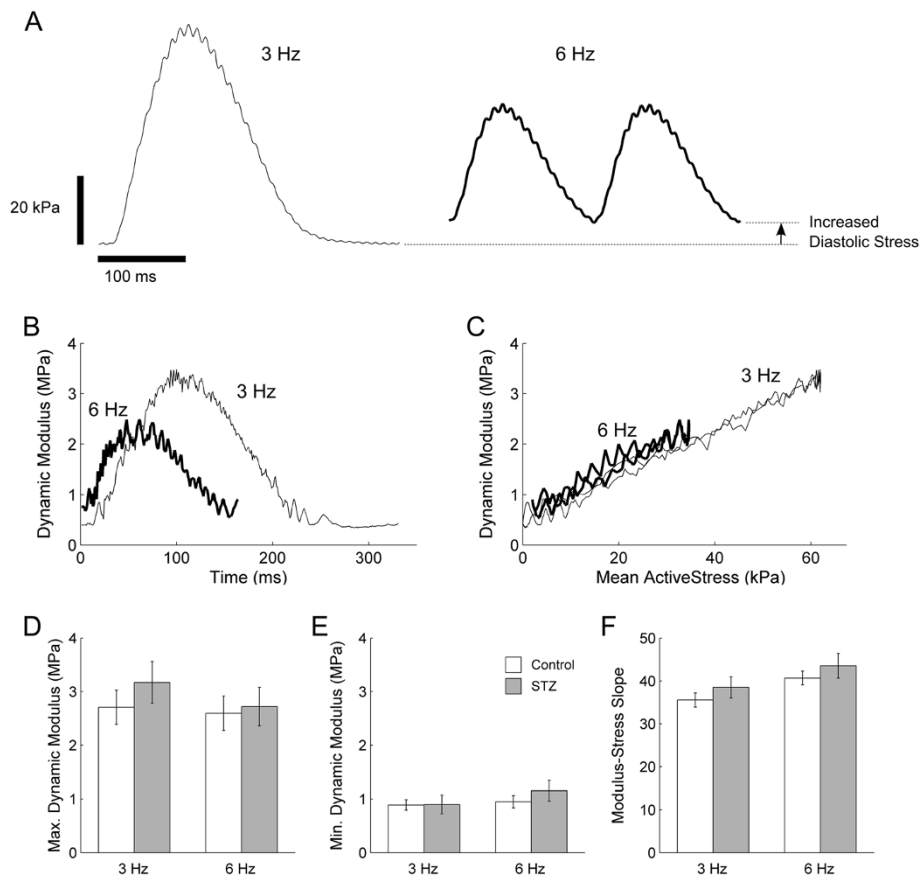 A
3 Hz
6 Hz
20 kPa
100 ms
Increased
Diastolic Stress
B
Dynamic Modulus (MPa)
4
3
2
1
0
6 Hz
3 Hz
0
100
200
300
Time (ms)
C
Dynamic Modulus (MPa)
4
3
2
1
0
6 Hz
3 Hz
0
20
40
60
Mean ActiveStress (kPa)
D
Max. Dynamic Modulus (MPa)
4
3
2
1
0
3 Hz
6 Hz
E
Min. Dynamic Modulus (MPa)
4
3
2
1
0
Control
STZ
3 Hz
6 Hz
F
Modulus-Stress Slope
50
40
30
20
10
0
3 Hz
6 Hz